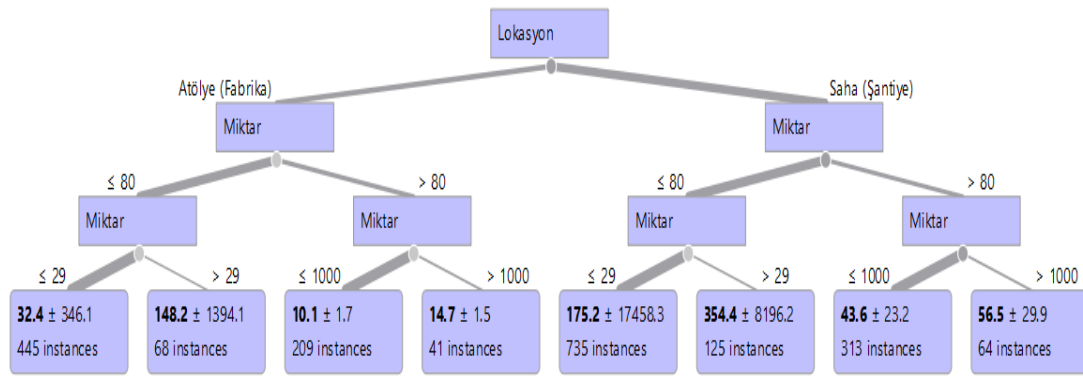 Lokasyon
Atölye (Fabrika)
Saha (Şantiye)
Miktar
Miktar
≤ 80
> 80
≤ 80
> 80
Miktar
Miktar
Miktar
Miktar
≤ 29
> 29
≤ 1000
> 1000
≤ 29
> 29
≤ 1000
> 1000
32.4 ± 346.1
445 instances
148.2 ± 1394.1
68 instances
10.1 ± 1.7
209 instances
14.7 ± 1.5
41 instances
175.2 ± 17458.3
735 instances
354.4 ± 8196.2
125 instances
43.6 ± 23.2
313 instances
56.5 ± 29.9
64 instances